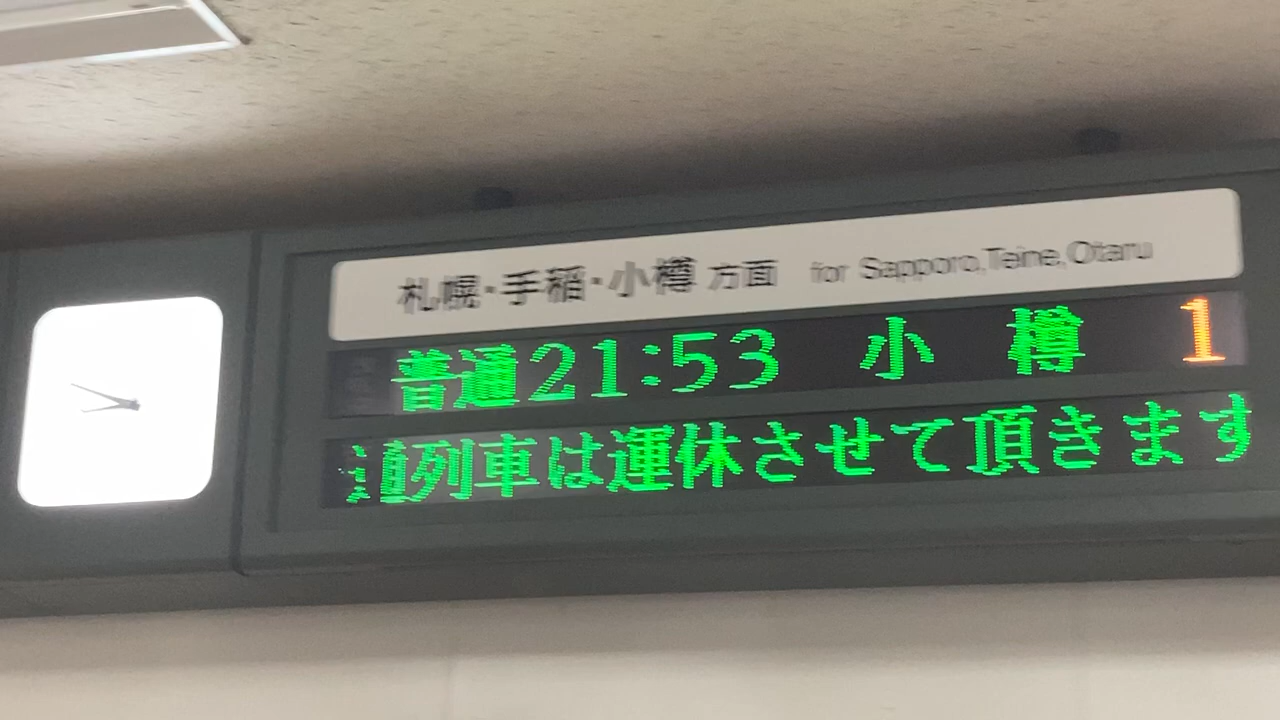 札幌・手稲・小樽 方面 for Sapporo,Teine,Otaru
普通21:53 小 樽 1
通列車は運休させて頂きます